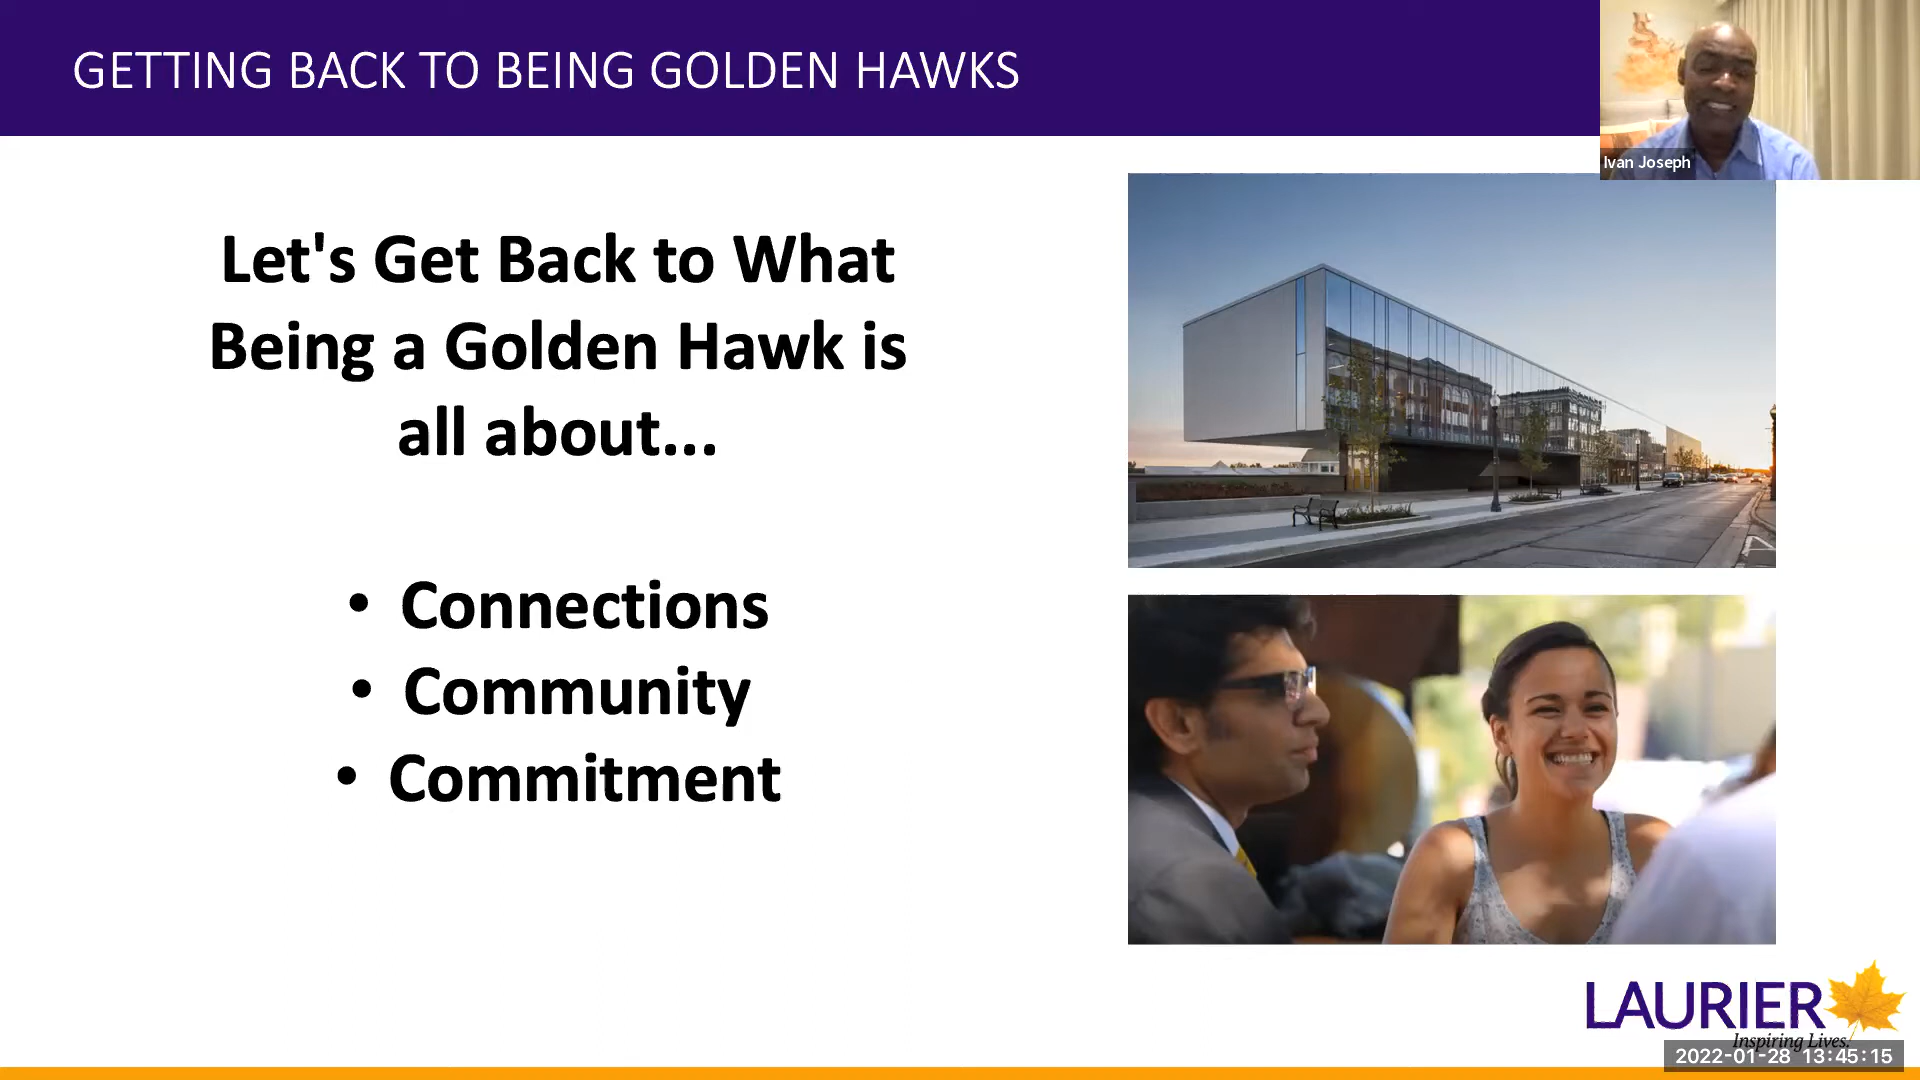 GETTING BACK TO BEING GOLDEN HAWKS
Ivan Joseph
Let's Get Back to What
Being a Golden Hawk is
all about...
• Connections
• Community
• Commitment
LAURIER
Inspiring Lives.
2022-01-28 13:45:15